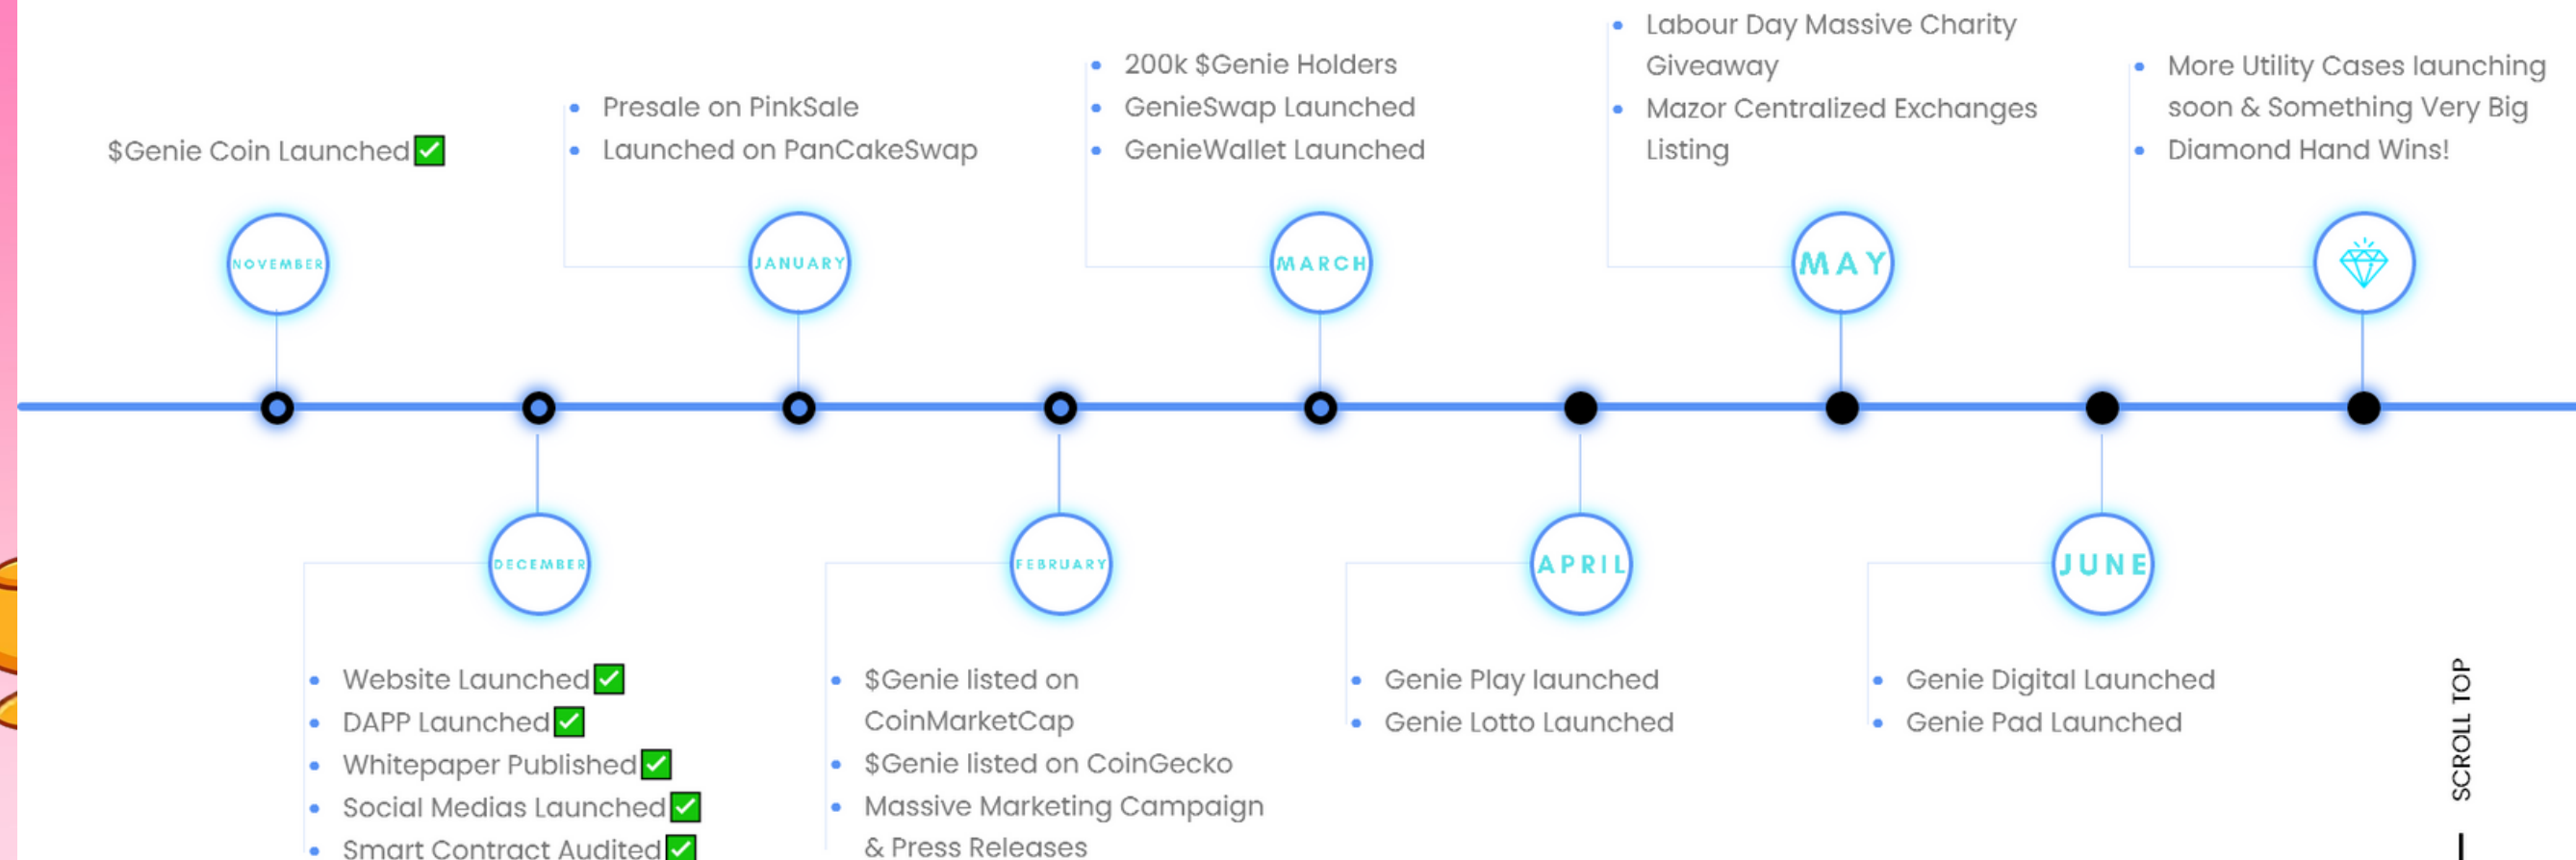 $Genie Coin Launched✅
NOVEMBER
Presale on PinkSale
Launched on PanCakeSwap
JANUARY
200k $Genie Holders
GenieSwap Launched
GenieWallet Launched
MARCH
Labour Day Massive Charity
Giveaway
Mazor Centralized Exchanges
Listing
MAY
More Utility Cases launching
soon & Something Very Big
Diamond Hand Wins!
DECEMBER
Website Launched✅
DAPP Launched✅
Whitepaper Published✅
Social Medias Launched✅
Smart Contract Audited✅
FEBRUARY
$Genie listed on
CoinMarketCap
$Genie listed on CoinGecko
Massive Marketing Campaign
& Press Releases
APRIL
Genie Play launched
Genie Lotto Launched
JUNE
Genie Digital Launched
Genie Pad Launched
SCROLL TOP